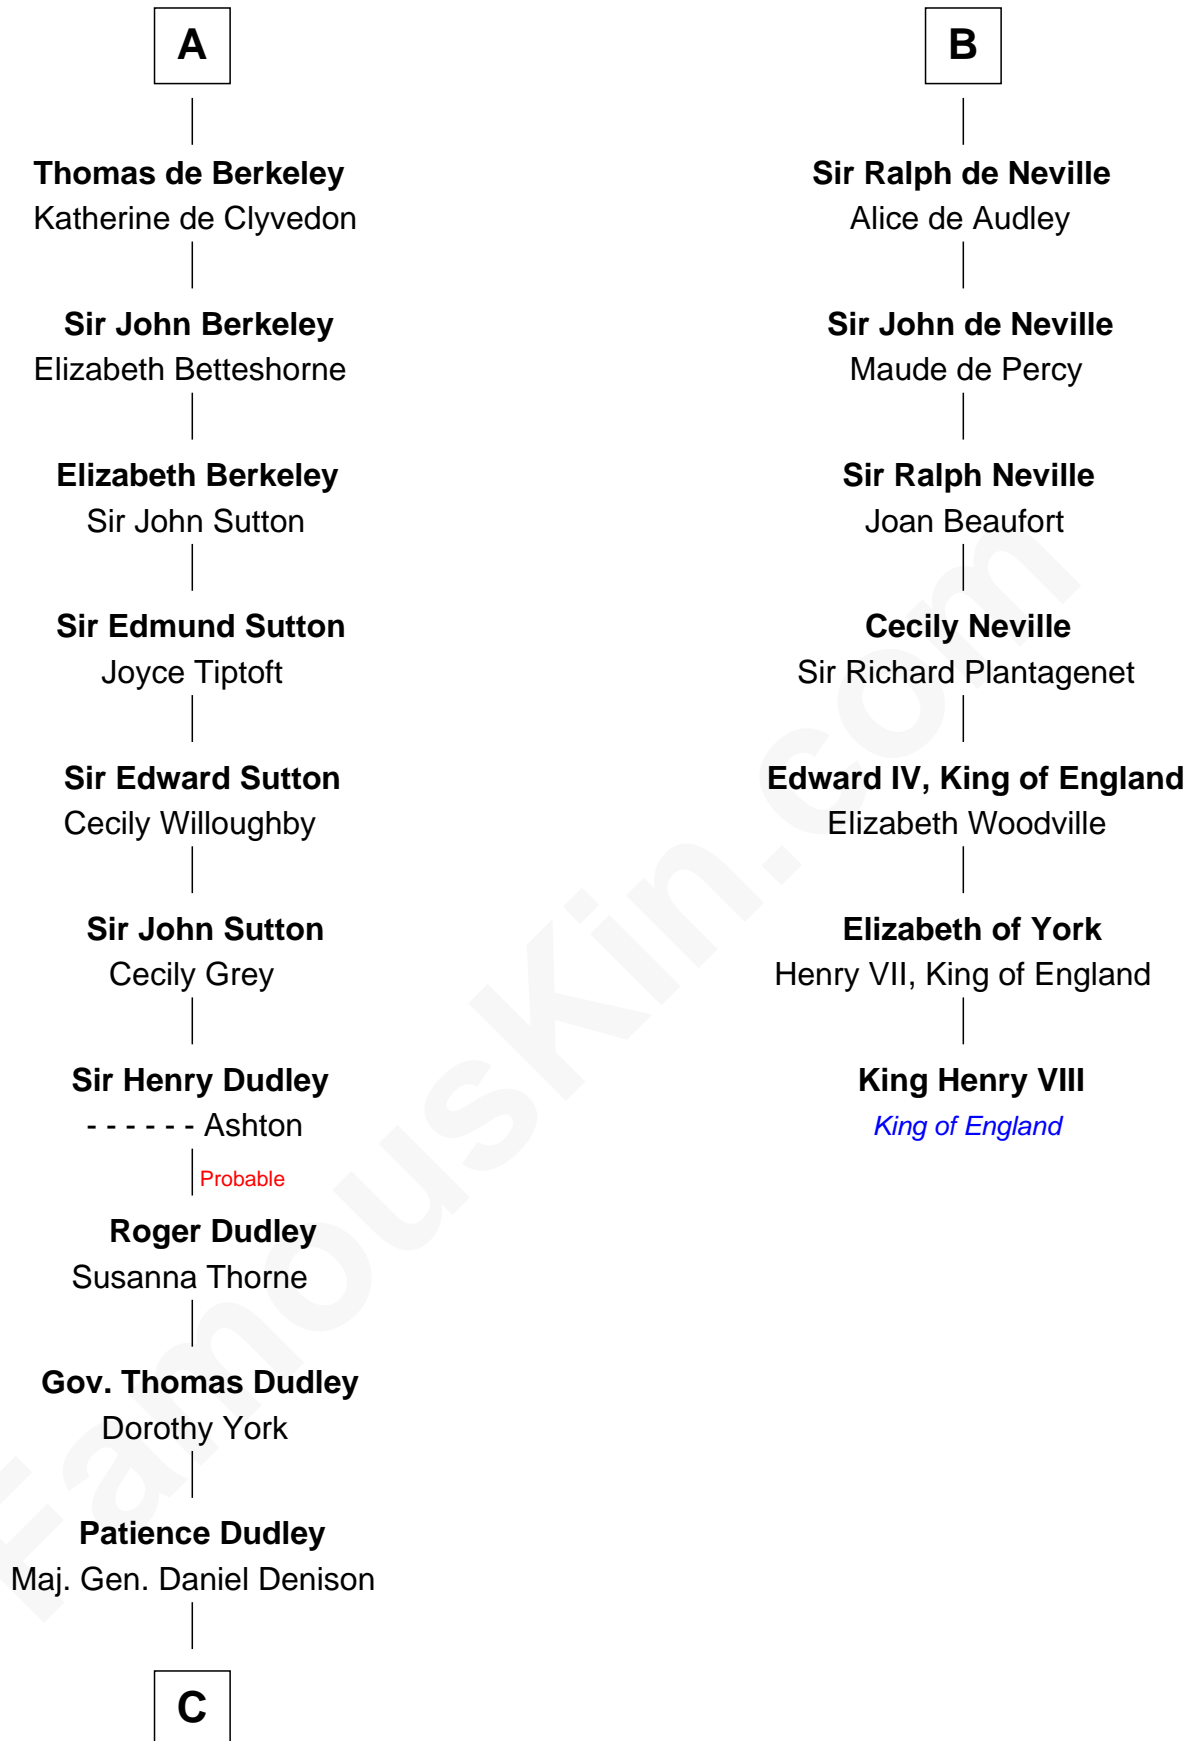 A
Thomas de Berkeley
Katherine de Clyvedon
Sir John Berkeley
Elizabeth Betteshorne
Elizabeth Berkeley
Sir John Sutton
Sir Edmund Sutton
Joyce Tiptoft
Sir Edward Sutton
Cecily Willoughby
Sir John Sutton
Cecily Grey
Sir Henry Dudley
- - - - - - Ashton
Probable
Roger Dudley
Susanna Thorne
Gov. Thomas Dudley
Dorothy York
Patience Dudley
Maj. Gen. Daniel Denison
C
B
Sir Ralph de Neville
Alice de Audley
Sir John de Neville
Maude de Percy
Sir Ralph Neville
Joan Beaufort
Cecily Neville
Sir Richard Plantagenet
Edward IV, King of England
Elizabeth Woodville
Elizabeth of York
Henry VII, King of England
King Henry VIII
King of England
FamousKin.com